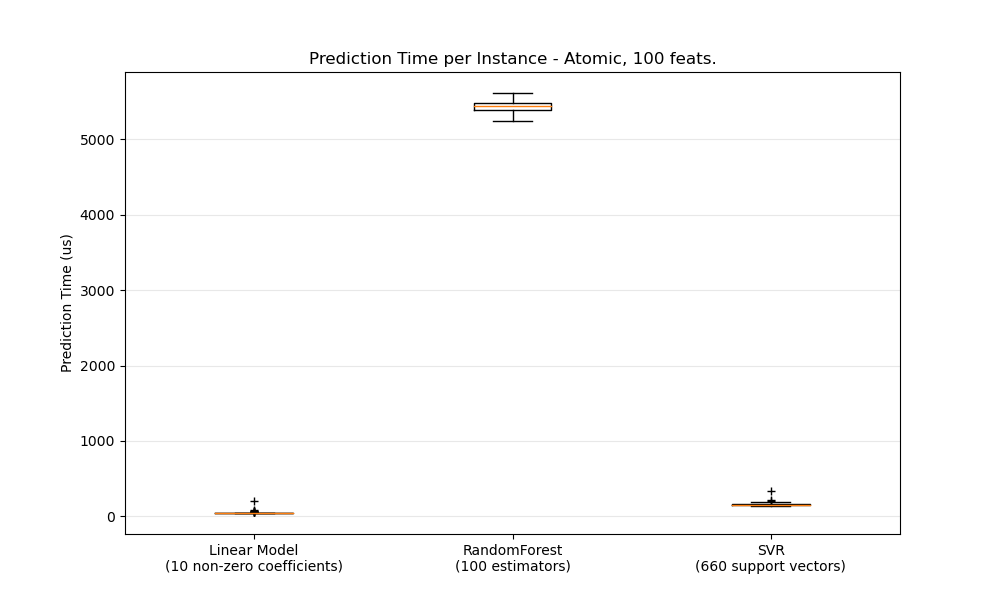 Prediction Time per Instance - Atomic, 100 feats.
Prediction Time (us)
5000
4000
3000
2000
1000
0
Linear Model
(10 non-zero coefficients)
RandomForest
(100 estimators)
SVR
(660 support vectors)